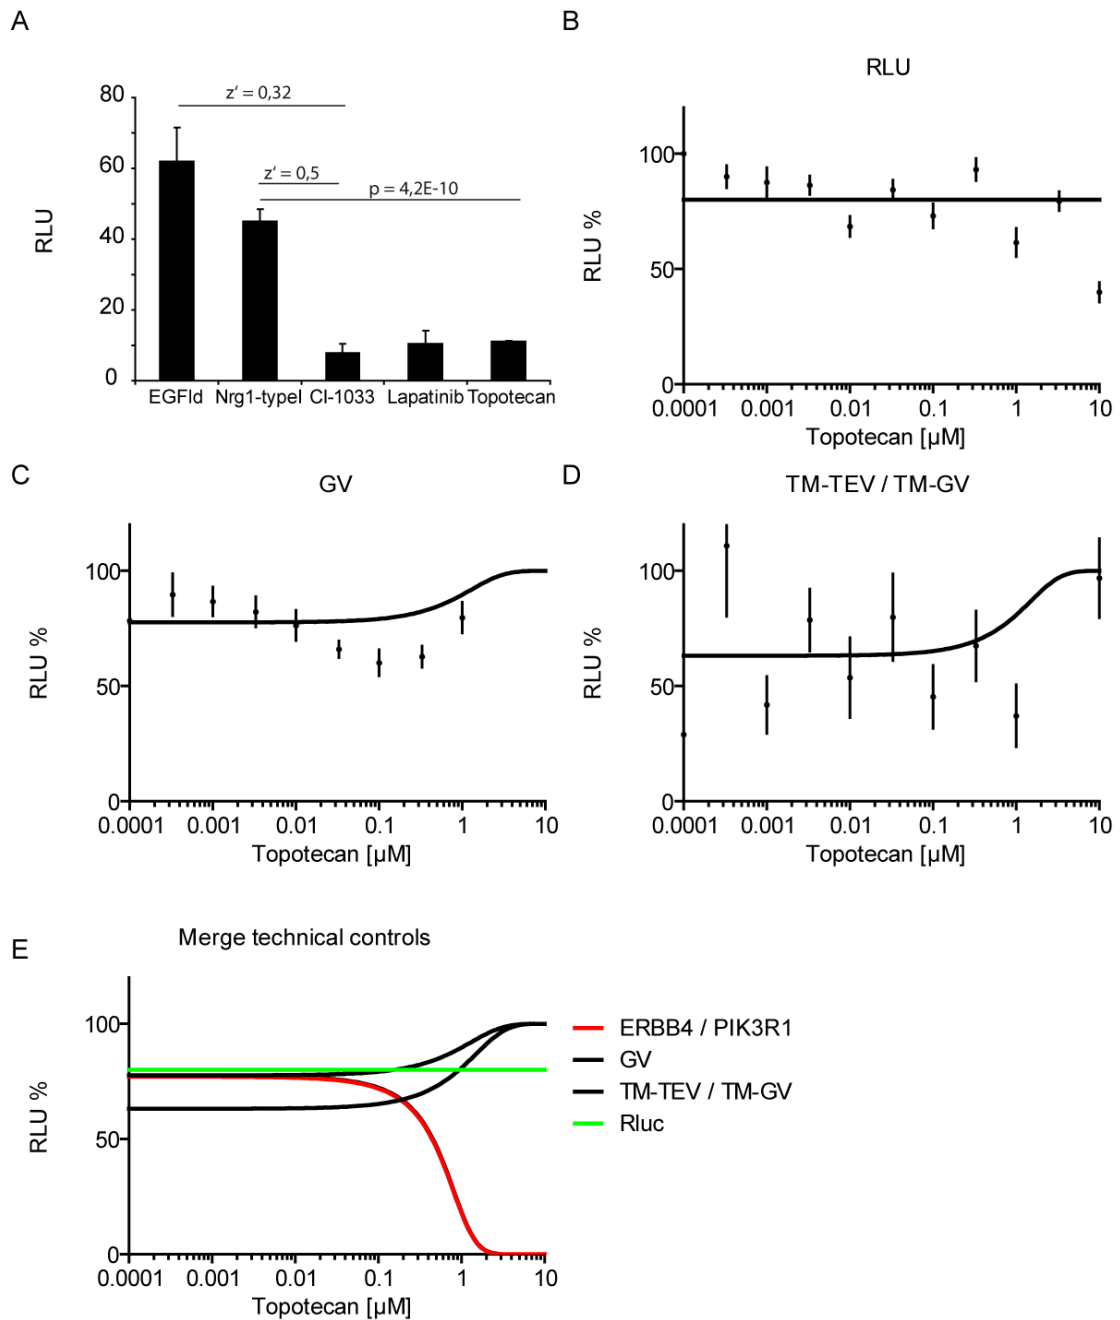 A
RLU
80
60
40
20
0
z' = 0,32
z' = 0,5
p = 4,2E-10
EGFld Nrg1-typeI CI-1033 Lapatinib Topotecan
B
RLU
RLU %
100
50
0
0.0001 0.001 0.01 0.1 1 10
Topotecan [µM]
C
GV
RLU %
100
50
0
0.0001 0.001 0.01 0.1 1 10
Topotecan [µM]
D
TM-TEV / TM-GV
RLU %
100
50
0
0.0001 0.001 0.01 0.1 1 10
Topotecan [µM]
E
Merge technical controls
RLU %
100
50
0
0.0001 0.001 0.01 0.1 1 10
Topotecan [µM]
ERBB4 / PIK3R1
GV
TM-TEV / TM-GV
Rluc